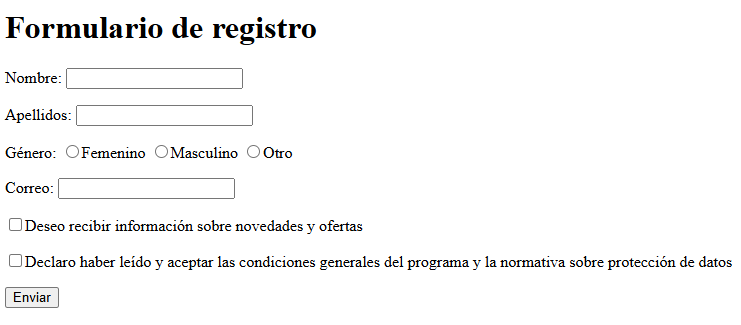 Formulario de registro
Nombre:
Apellidos:
Género: Femenino Masculino Otro
Correo:
Deseo recibir información sobre novedades y ofertas
Declaro haber leído y aceptar las condiciones generales del programa y la normativa sobre protección de datos
Enviar